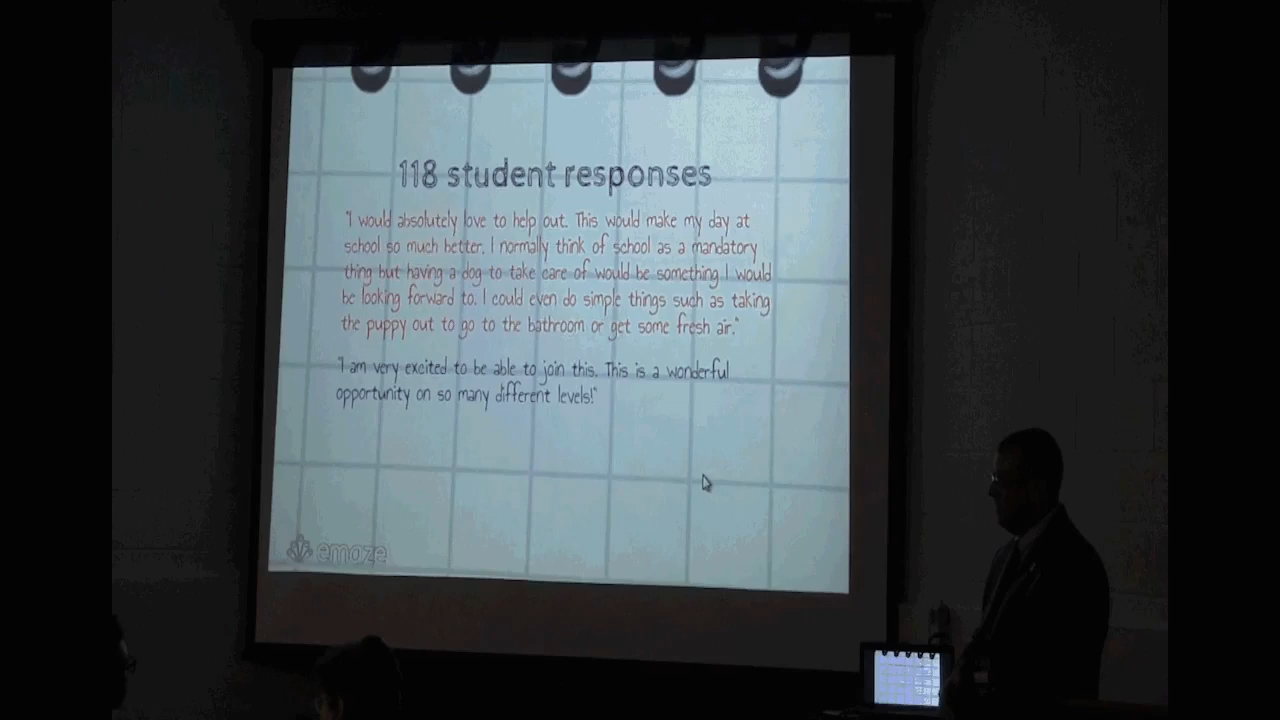 118 student responses
"I would absolutely love to help out. This would make my day at
school so much better. I normally think of school as a mandatory
thing but having a dog to take care of would be something I would
be looking forward to. I could even do simple things such as taking
the puppy out to go to the bathroom or get some fresh air."
"I am very excited to be able to join this. This is a wonderful
opportunity on so many different levels!"
emaze